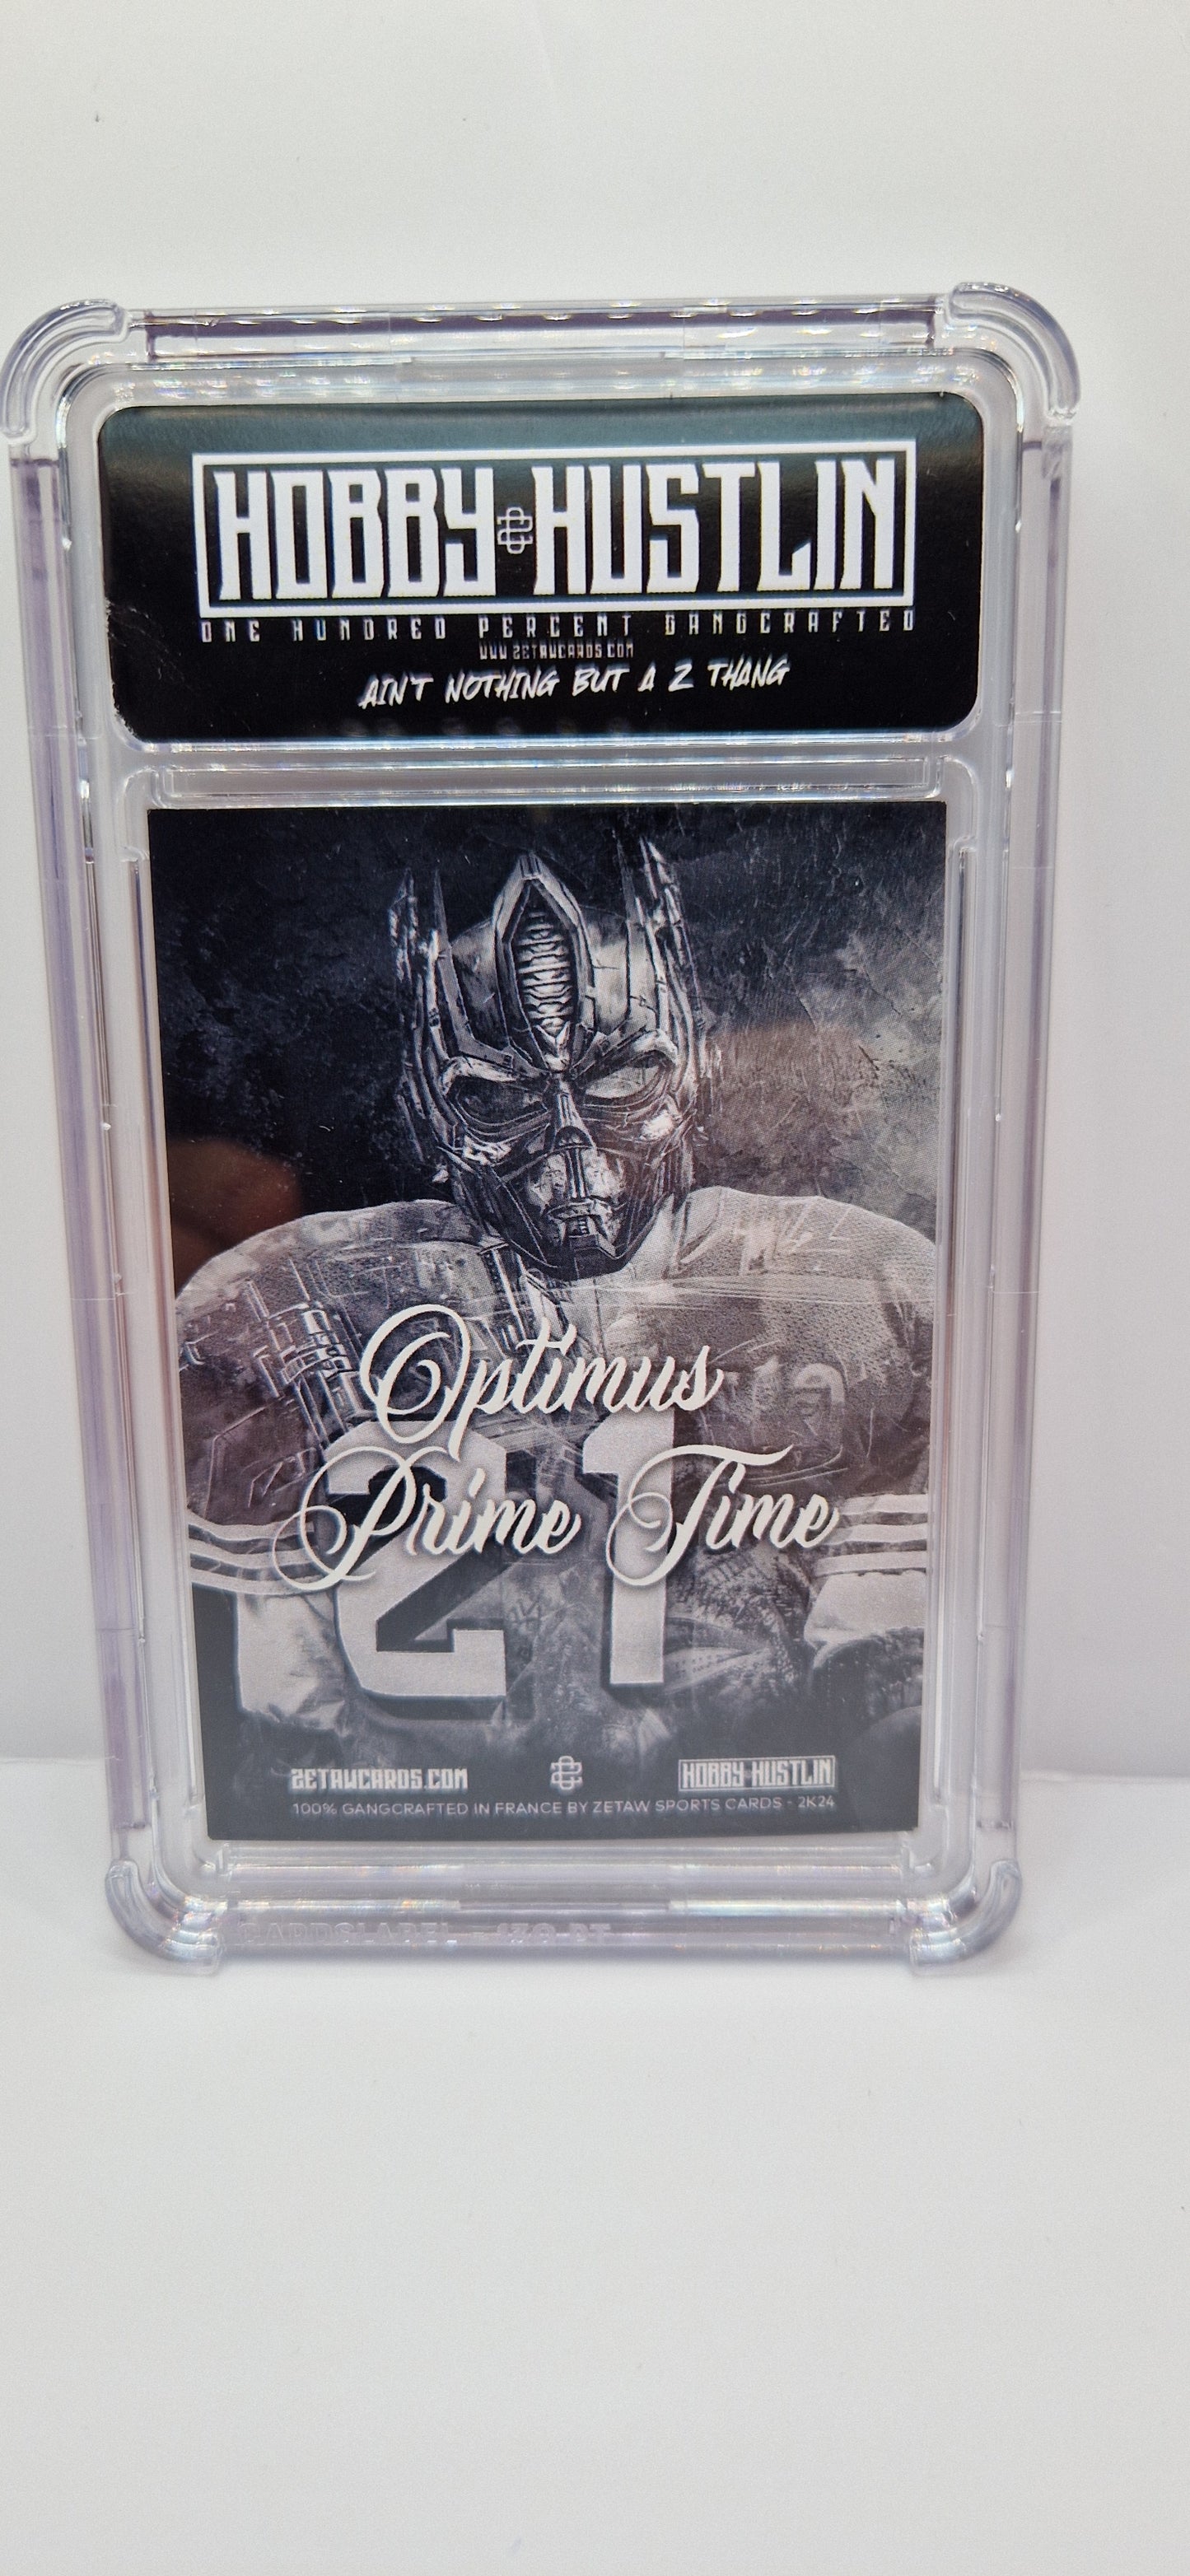 HOBBY HUSTLIN
ONE HUNDRED PERCENT GANGCRAFTED
WWW.ZETAWCARDS.COM
AIN'T NOTHING BUT A Z THANG
Optimus
Prime Time
21
ZETAWCARDS.COM
HOBBY HUSTLIN
100% GANGCRAFTED IN FRANCE BY ZETAW SPORTS CARDS - 2K24